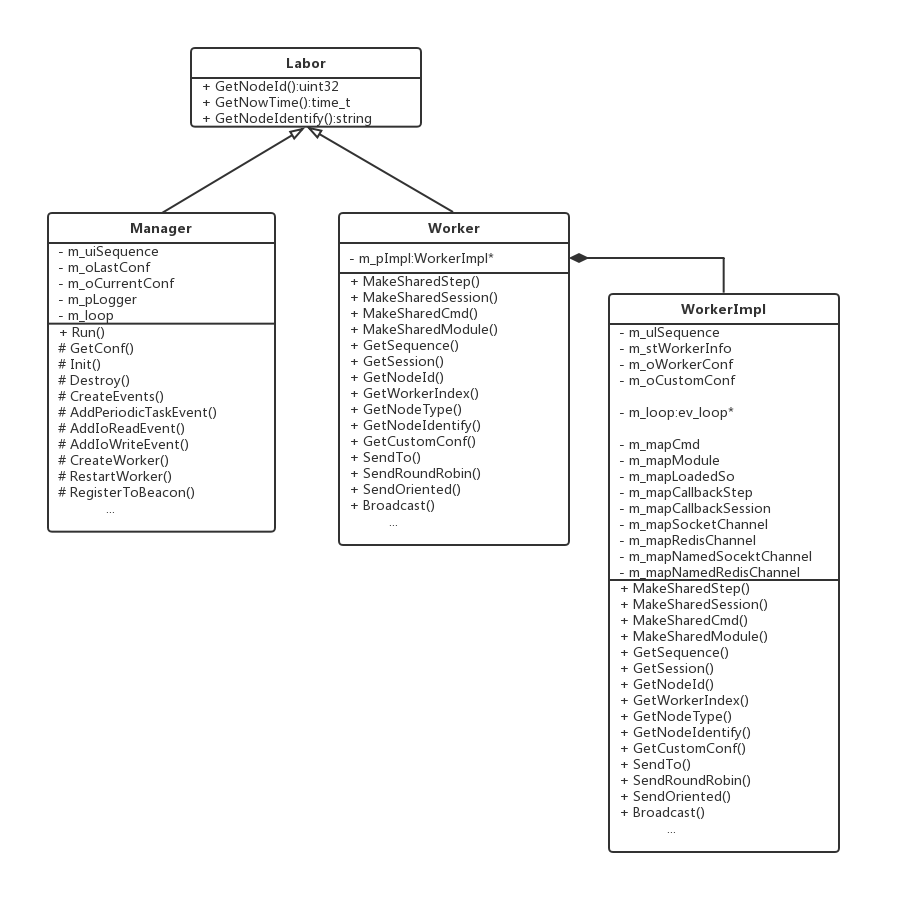 Labor
+ GetNodeId():uint32
+ GetNowTime():time_t
+ GetNodeIdentify():string
Manager
- m_uiSequence
- m_oLastConf
- m_oCurrentConf
- m_pLogger
- m_loop
+ Run()
# GetConf()
# Init()
# Destroy()
# CreateEvents()
# AddPeriodicTaskEvent()
# AddIoReadEvent()
# AddIoWriteEvent()
# CreateWorker()
# RestartWorker()
# RegisterToBeacon()
...
Worker
- m_pImpl:WorkerImpl*
+ MakeSharedStep()
+ MakeSharedSession()
+ MakeSharedCmd()
+ MakeSharedModule()
+ GetSequence()
+ GetSession()
+ GetNodeId()
+ GetWorkerIndex()
+ GetNodeType()
+ GetNodeIdentify()
+ GetCustomConf()
+ SendTo()
+ SendRoundRobin()
+ SendOriented()
+ Broadcast()
...
WorkerImpl
- m_ulSequence
- m_stWorkerInfo
- m_oWorkerConf
- m_oCustomConf
- m_loop:ev_loop*
- m_mapCmd
- m_mapModule
- m_mapLoadedSo
- m_mapCallbackStep
- m_mapCallbackSession
- m_mapSocketChannel
- m_mapRedisChannel
- m_mapNamedSocektChannel
- m_mapNamedRedisChannel
+ MakeSharedStep()
+ MakeSharedSession()
+ MakeSharedCmd()
+ MakeSharedModule()
+ GetSequence()
+ GetSession()
+ GetNodeId()
+ GetWorkerIndex()
+ GetNodeType()
+ GetNodeIdentify()
+ GetCustomConf()
+ SendTo()
+ SendRoundRobin()
+ SendOriented()
+ Broadcast()
...